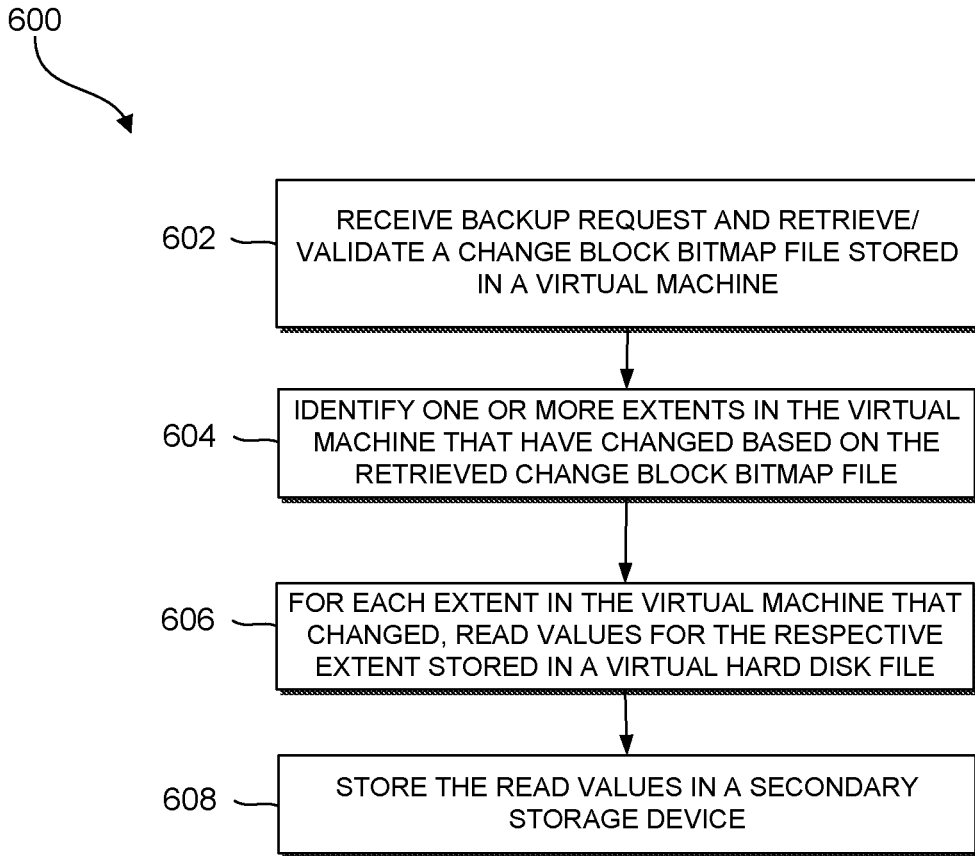 600
602
RECEIVE BACKUP REQUEST AND RETRIEVE/
VALIDATE A CHANGE BLOCK BITMAP FILE STORED
IN A VIRTUAL MACHINE
604
IDENTIFY ONE OR MORE EXTENTS IN THE VIRTUAL
MACHINE THAT HAVE CHANGED BASED ON THE
RETRIEVED CHANGE BLOCK BITMAP FILE
606
FOR EACH EXTENT IN THE VIRTUAL MACHINE THAT
CHANGED, READ VALUES FOR THE RESPECTIVE
EXTENT STORED IN A VIRTUAL HARD DISK FILE
608
STORE THE READ VALUES IN A SECONDARY
STORAGE DEVICE